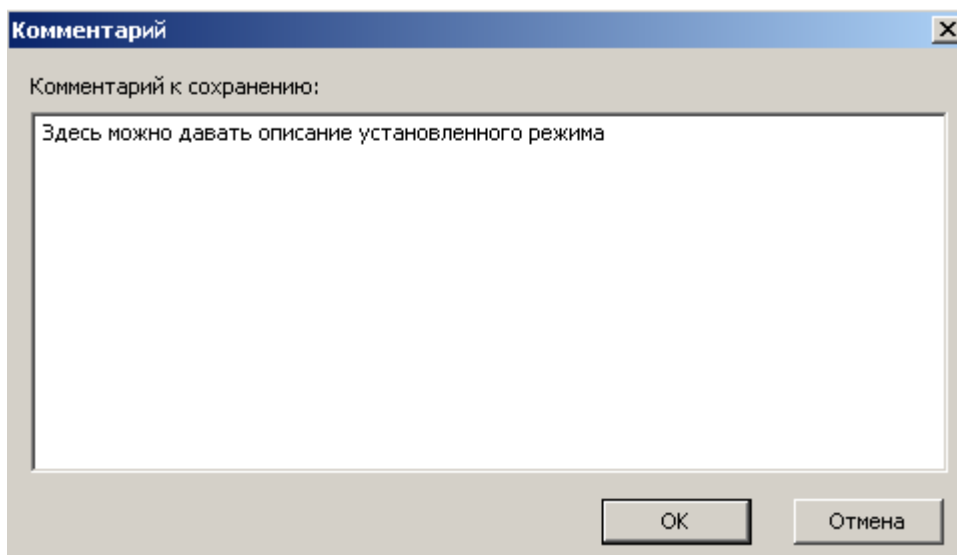 Комментарий
Комментарий к сохранению:
Здесь можно давать описание установленного режима
OK
Отмена